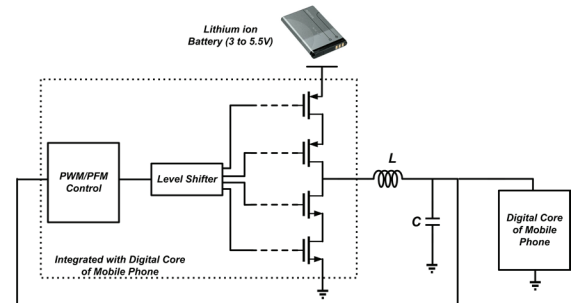 Lithium ion
Battery (3 to 5.5V)
PWM/PFM
Control
Level Shifter
L
C
Digital Core
of Mobile
Phone
Integrated with Digital Core
of Mobile Phone